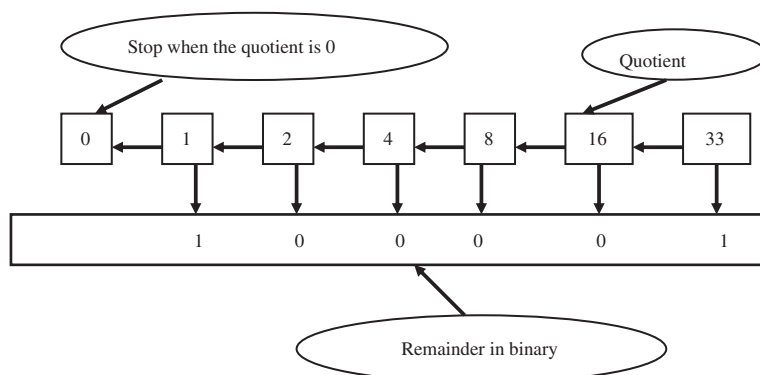 Stop when the quotient is 0
Quotient
0 1 2 4 8 16 33
1 0 0 0 0 1
Remainder in binary